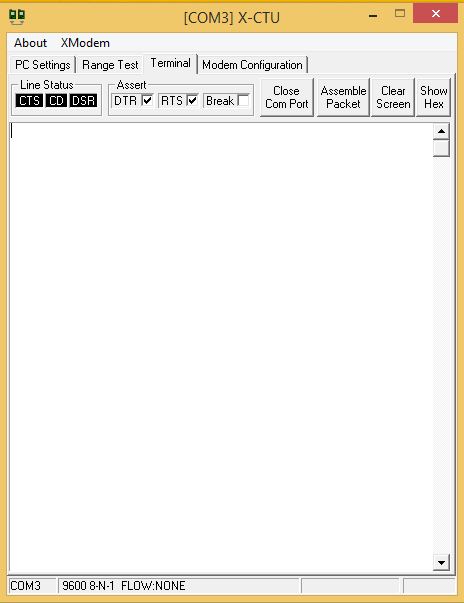 [COM3] X-CTU
About XModem
PC Settings Range Test Terminal Modem Configuration
Line Status Assert
CTS CD DSR DTR RTS Break
Close Com Port
Assemble Packet
Clear Screen
Show Hex
COM3 9600 8-N-1 FLOW:NONE